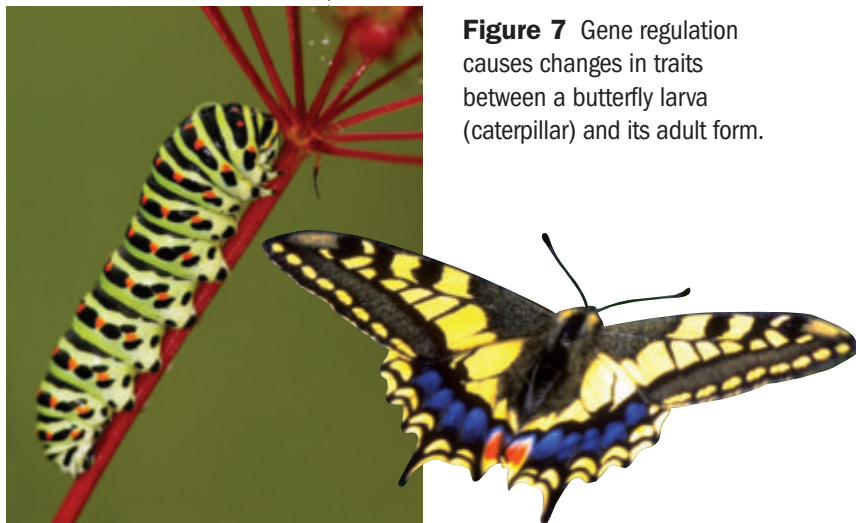 Figure 7 Gene regulation
causes changes in traits
between a butterfly larva
(caterpillar) and its adult form.